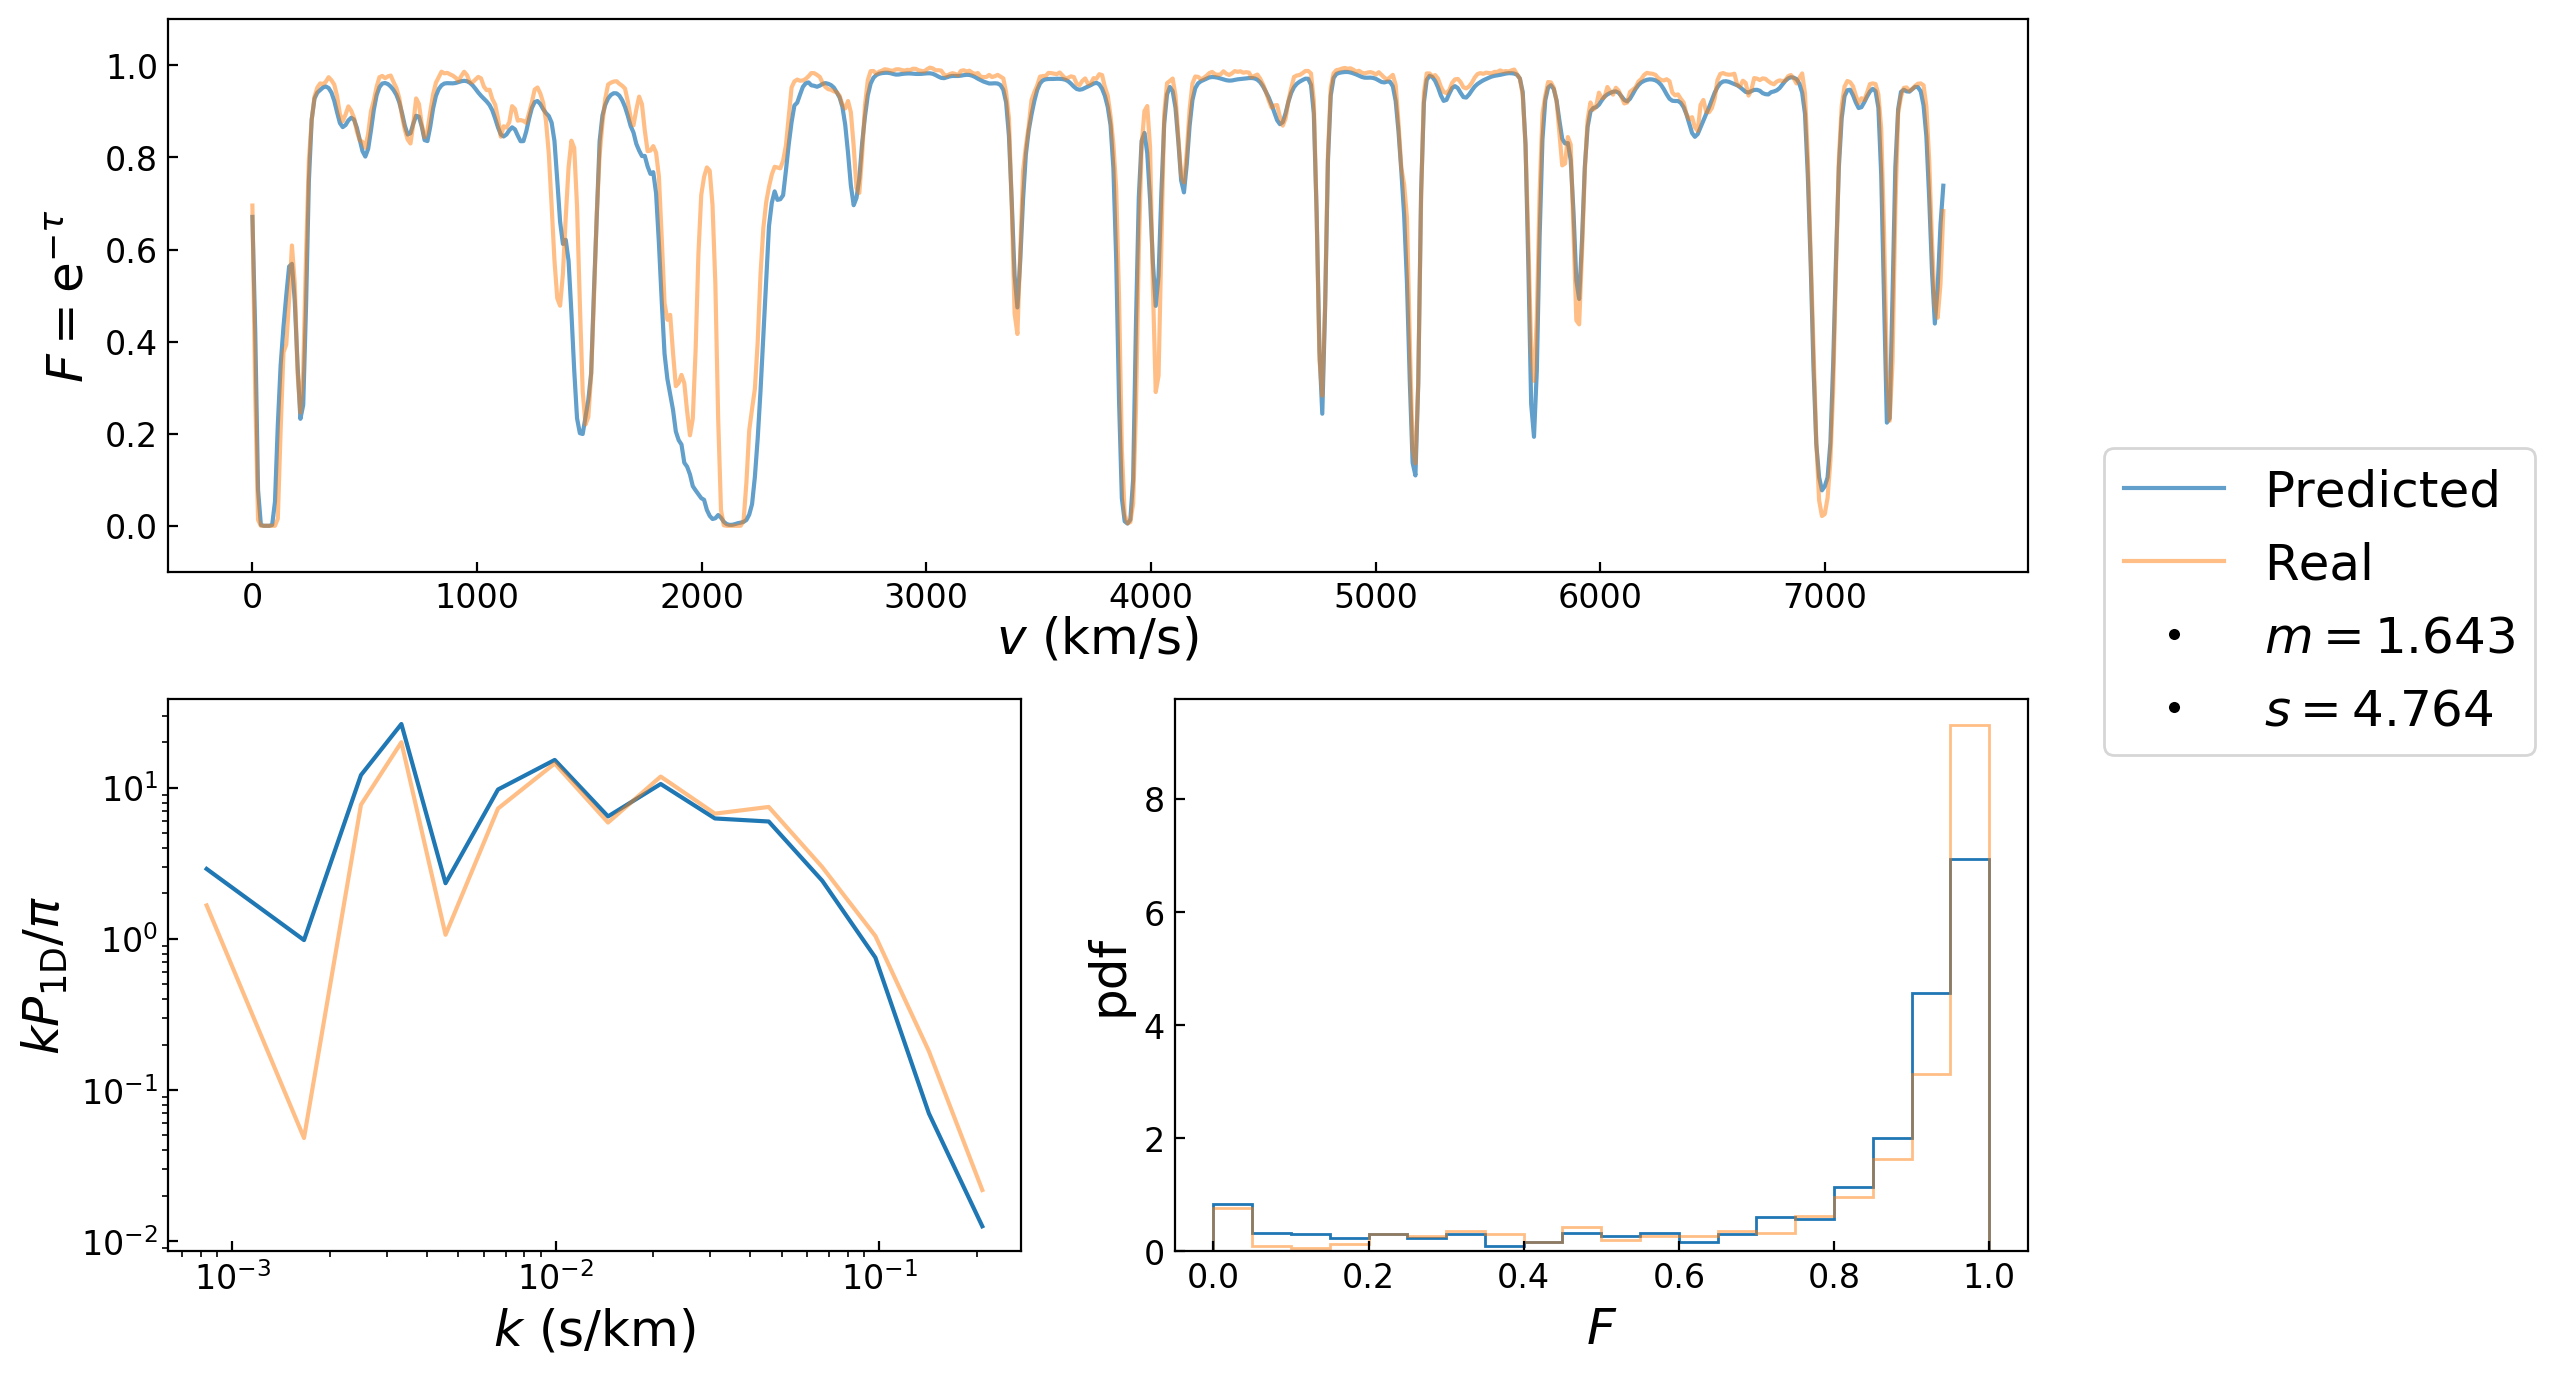 F = e^{−τ}
1.0
0.8
0.6
0.4
0.2
0.0
0 1000 2000 3000 4000 5000 6000 7000
v (km/s)
Predicted
Real
m = 1.643
s = 4.764
kP_{1D}/π
10^{1}
10^{0}
10^{−1}
10^{−2}
10^{−3} 10^{−2} 10^{−1}
k (s/km)
pdf
8
6
4
2
0
0.0 0.2 0.4 0.6 0.8 1.0
F